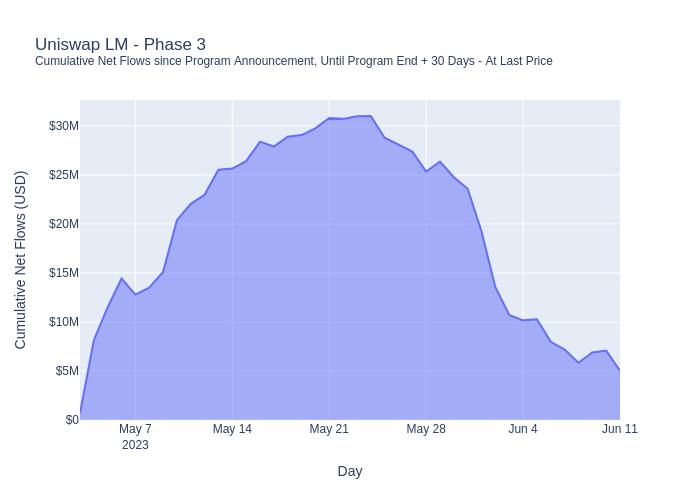 Uniswap LM - Phase 3
Cumulative Net Flows since Program Announcement, Until Program End + 30 Days - At Last Price
Cumulative Net Flows (USD)
$30M
$25M
$20M
$15M
$10M
$5M
$0
May 7
2023
May 14
May 21
May 28
Jun 4
Jun 11
Day